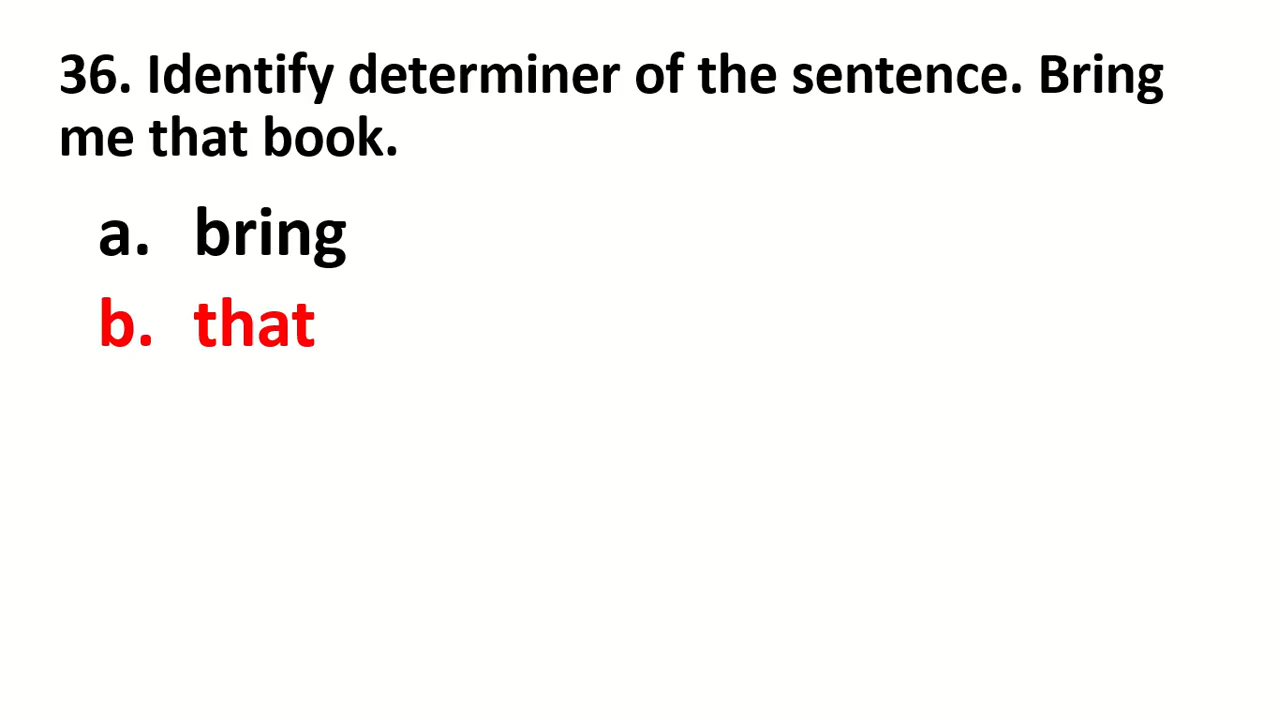 36. Identify determiner of the sentence. Bring
me that book.
a. bring
b. that